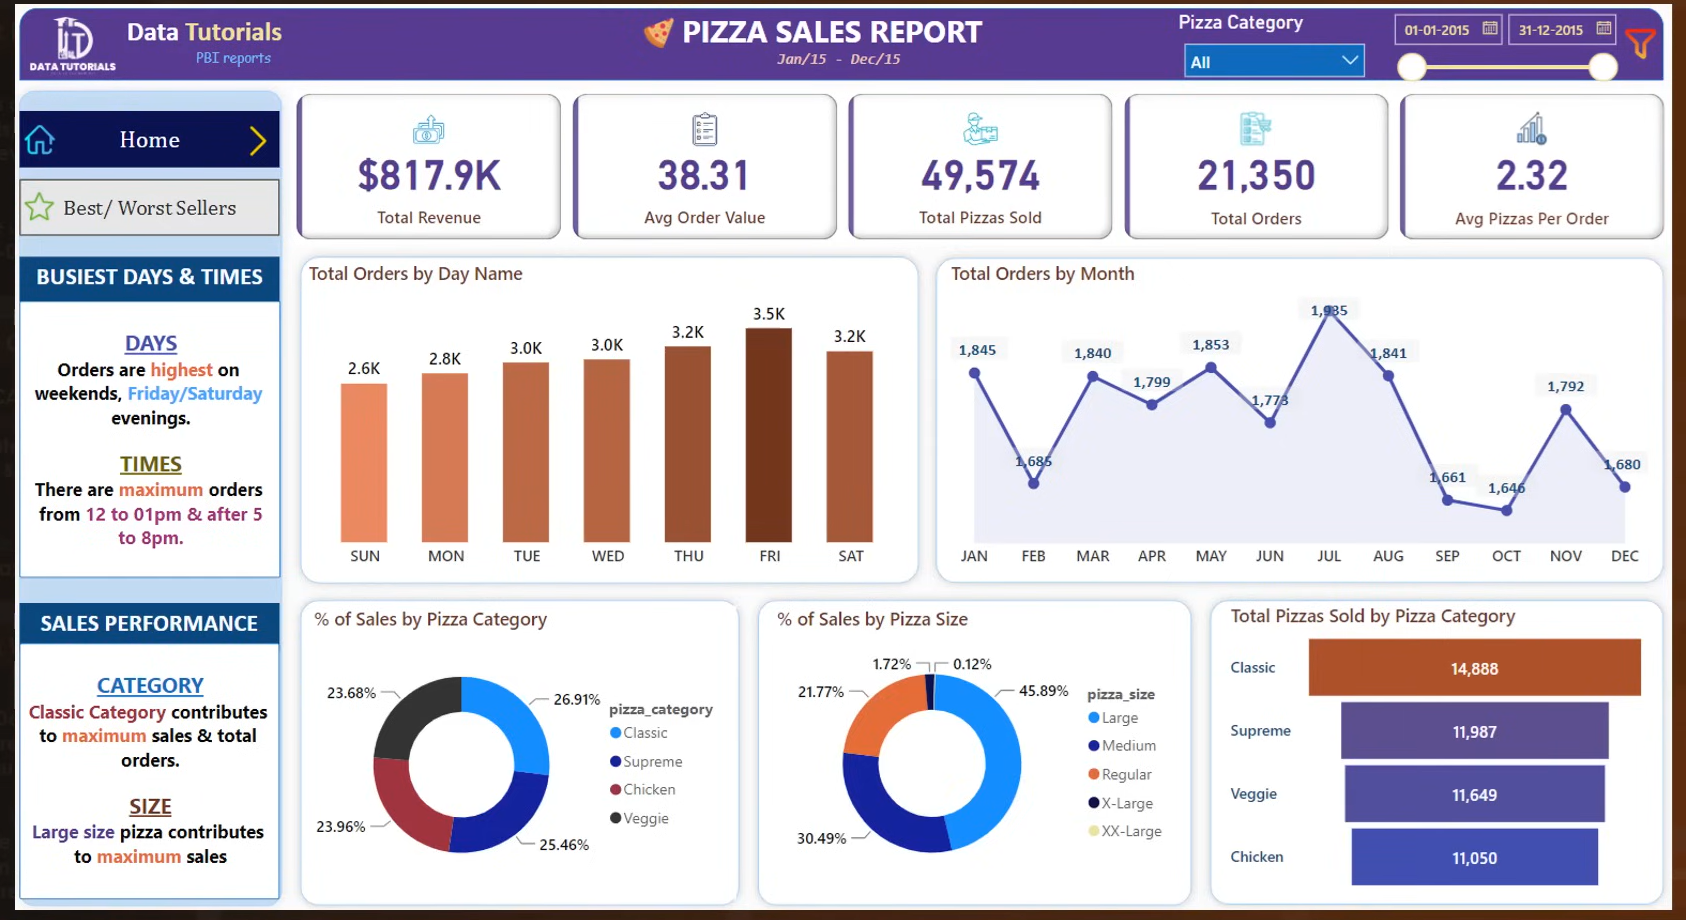 DATA TUTORIALS
Data Tutorials
PBI reports
PIZZA SALES REPORT
Jan/15 - Dec/15
Pizza Category
All
01-01-2015
31-12-2015
Home
Best/ Worst Sellers
BUSIEST DAYS & TIMES
DAYS
Orders are highest on
weekends, Friday/Saturday
evenings.
TIMES
There are maximum orders
from 12 to 01pm & after 5
to 8pm.
SALES PERFORMANCE
CATEGORY
Classic Category contributes
to maximum sales & total
orders.
SIZE
Large size pizza contributes
to maximum sales
$817.9K
Total Revenue
38.31
Avg Order Value
49,574
Total Pizzas Sold
21,350
Total Orders
2.32
Avg Pizzas Per Order
Total Orders by Day Name
2.6K
2.8K
3.0K
3.0K
3.2K
3.5K
3.2K
SUN MON TUE WED THU FRI SAT
Total Orders by Month
1,845
1,685
1,840
1,799
1,853
1,773
1,935
1,841
1,661
1,646
1,792
1,680
JAN FEB MAR APR MAY JUN JUL AUG SEP OCT NOV DEC
% of Sales by Pizza Category
23.68%
26.91%
23.96%
25.46%
pizza_category
Classic
Supreme
Chicken
Veggie
% of Sales by Pizza Size
1.72%
0.12%
21.77%
45.89%
30.49%
pizza_size
Large
Medium
Regular
X-Large
XX-Large
Total Pizzas Sold by Pizza Category
Classic 14,888
Supreme 11,987
Veggie 11,649
Chicken 11,050